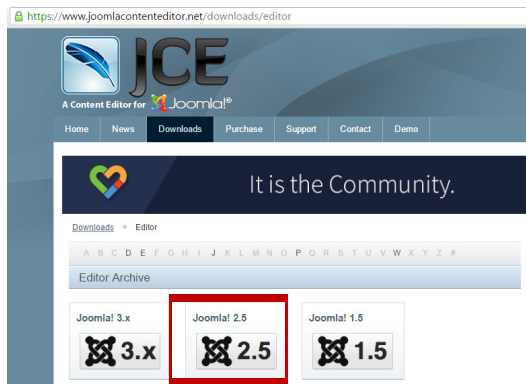 https://www.joomlacontenteditor.net/downloads/editor
JCE
A Content Editor for Joomla!®
Home News Downloads Purchase Support Contact Demo
It is the Community.
Downloads Editor
A B C D E F G H I J K L M N O P Q R S T U V W X Y Z #
Editor Archive
Joomla! 3.x Joomla! 2.5 Joomla! 1.5
3.x 2.5 1.5